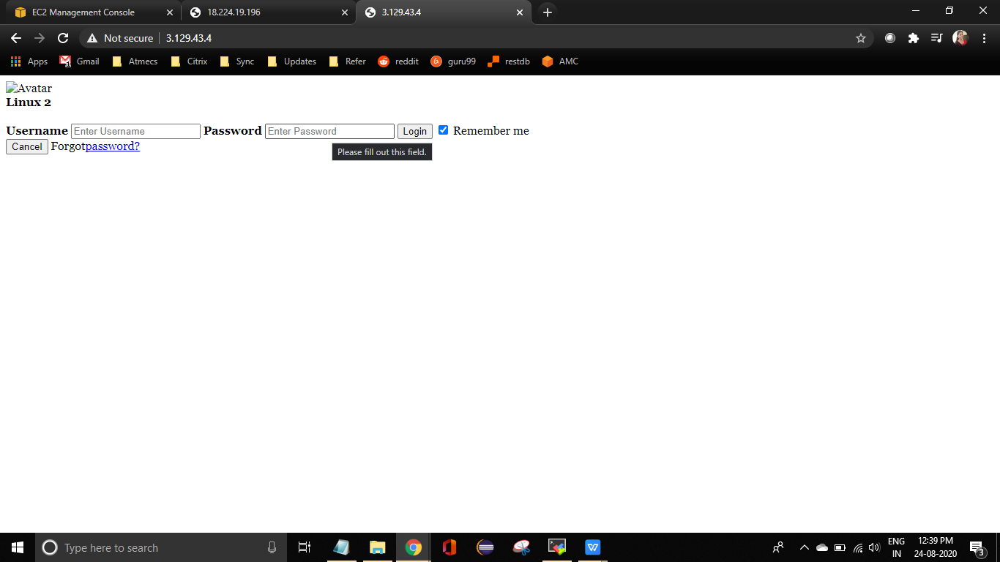 EC2 Management Console
18.224.19.196
3.129.43.4
Not secure 3.129.43.4
Apps 1 Gmail Atmecs Citrix Sync Updates Refer reddit guru99 restdb AMC
Avatar
Linux 2
Username Enter Username Password Enter Password Login Remember me
Cancel Forgotpassword?
Please fill out this field.
Type here to search
ENG
IN
12:39 PM
24-08-2020
3